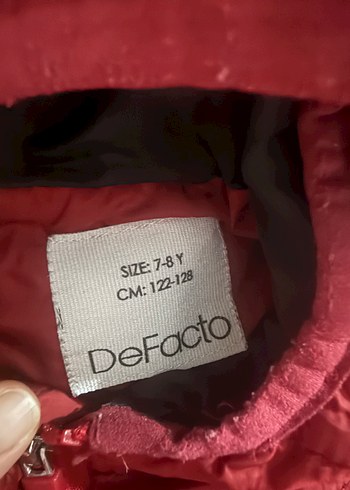 SIZE: 7-8 Y
CM: 122-128
DeFacto